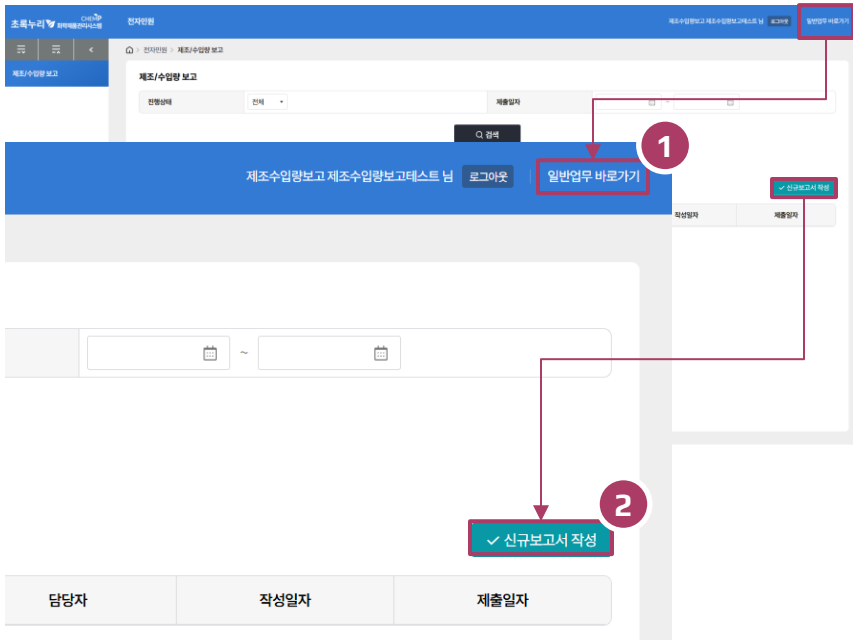 초록누리 CHEMP 화학제품관리시스템
전자민원
제조수입량보고 제조수입량보고테스트 님 로그아웃 일반업무 바로가기
전자민원 > 제조/수입량 보고
제조/수입량 보고
제조/수입량 보고
진행상태 전체 제출일자 ~
검색
1
제조수입량보고 제조수입량보고테스트 님 로그아웃 일반업무 바로가기
신규보고서 작성
작성일자 제출일자
~
2
신규보고서 작성
담당자 작성일자 제출일자